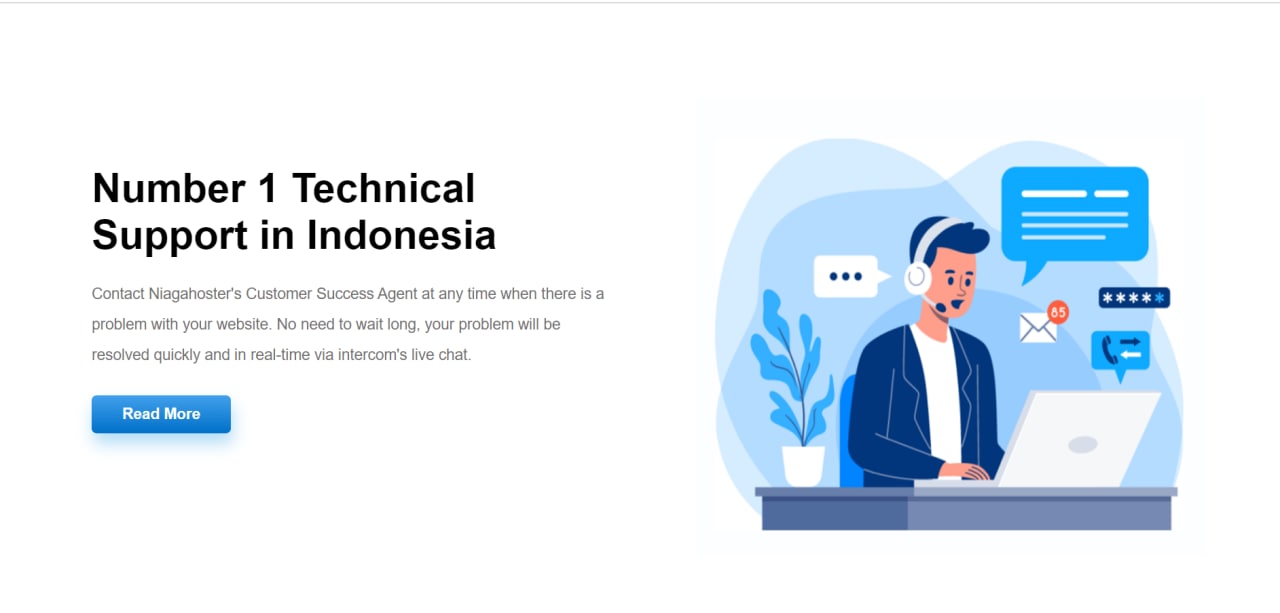 Number 1 Technical
Support in Indonesia
Contact Niagahoster's Customer Success Agent at any time when there is a
problem with your website. No need to wait long, your problem will be
resolved quickly and in real-time via intercom's live chat.
Read More
85
*****